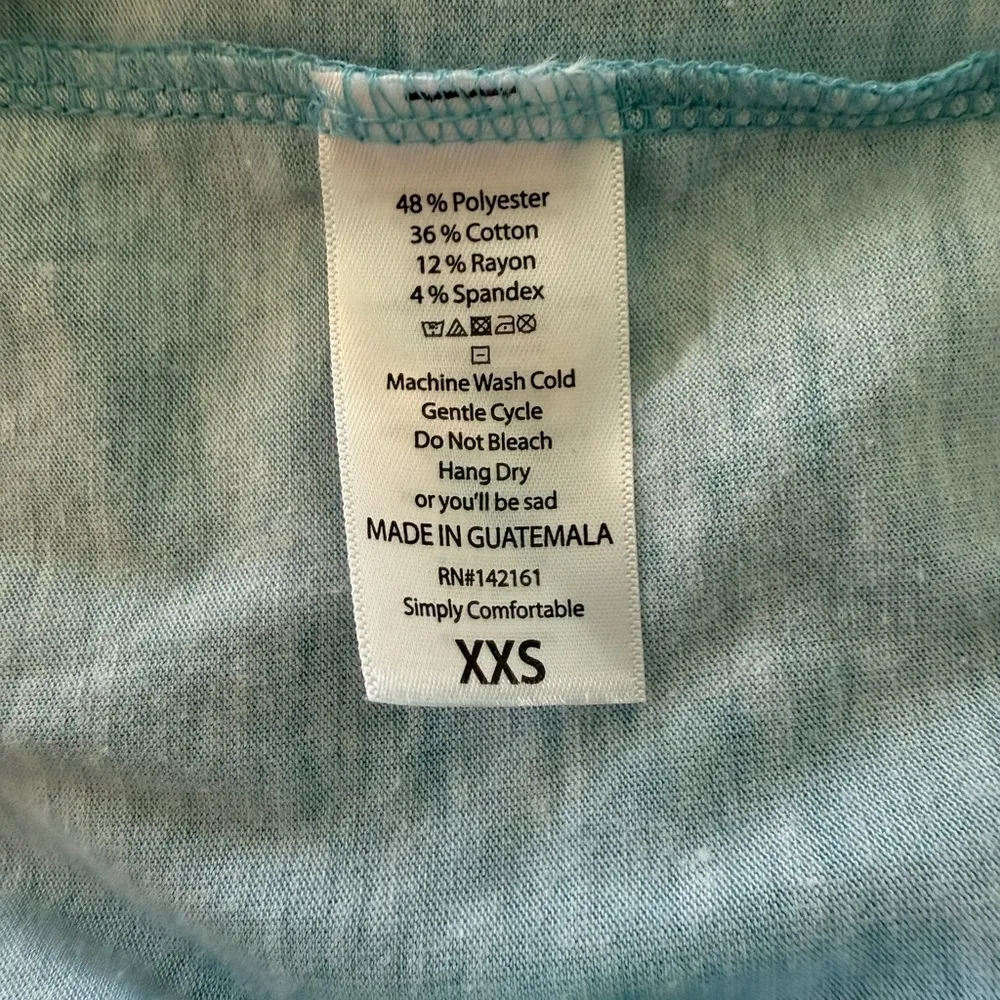 48 % Polyester
36 % Cotton
12 % Rayon
4 % Spandex
Machine Wash Cold
Gentle Cycle
Do Not Bleach
Hang Dry
or you'll be sad
MADE IN GUATEMALA
RN#142161
Simply Comfortable
XXS